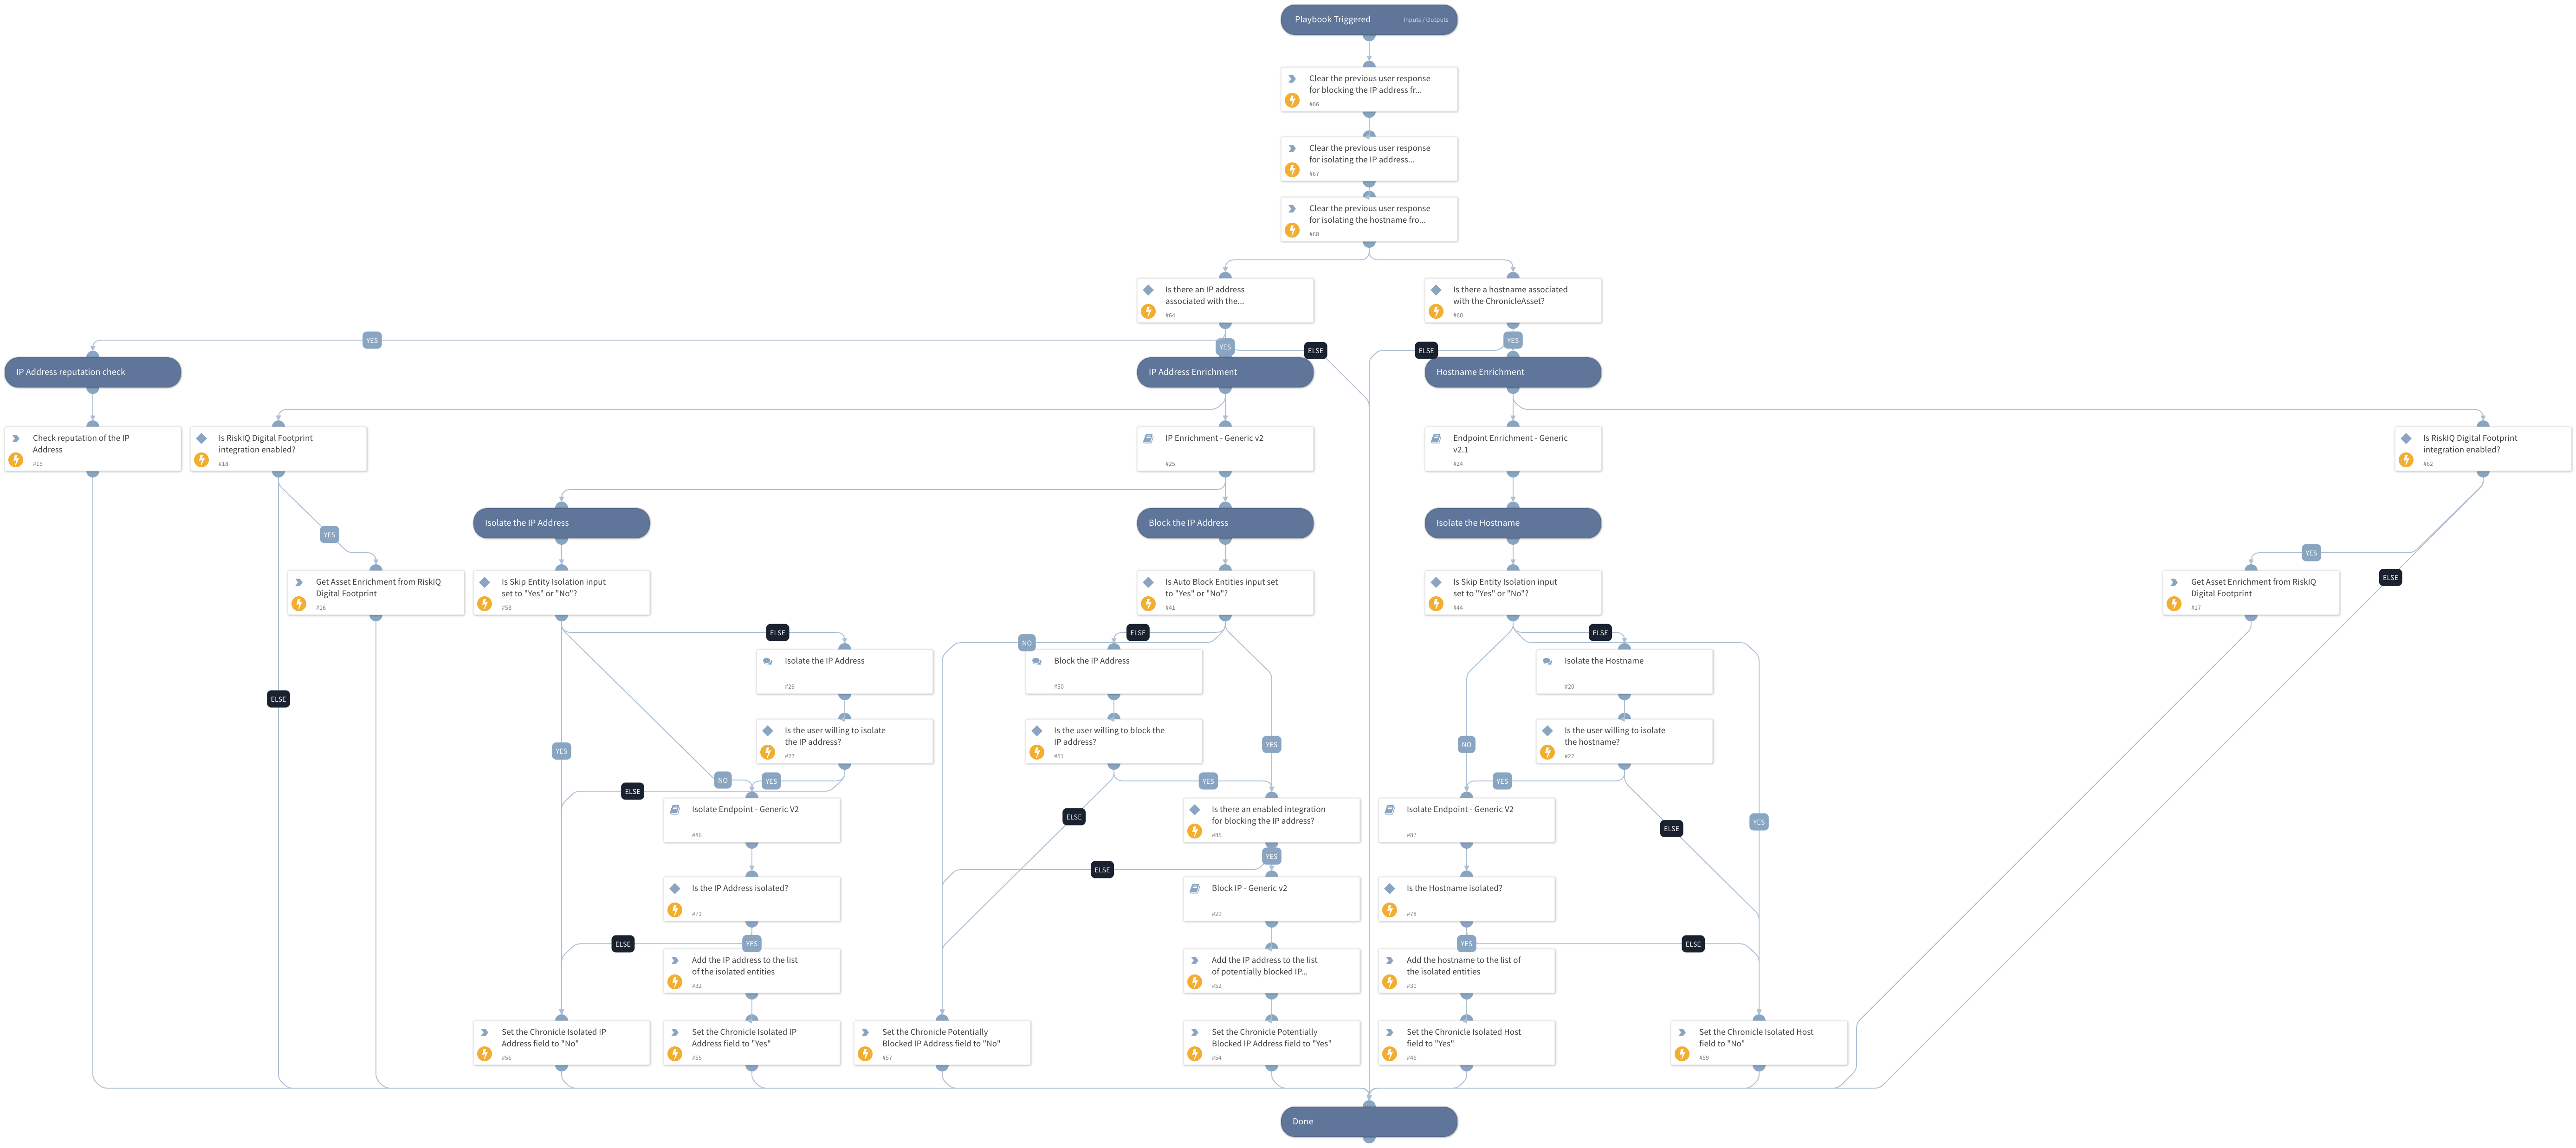 Playbook Triggered
Inputs / Outputs
Clear the previous user response
for blocking the IP address fr...
#66
Clear the previous user response
for isolating the IP address...
#67
Clear the previous user response
for isolating the hostname fro...
#68
Is there an IP address
associated with the...
#64
Is there a hostname associated
with the ChronicleAsset?
#60
YES
YES
ELSE
ELSE
YES
IP Address reputation check
IP Address Enrichment
Hostname Enrichment
Check reputation of the IP
Address
#15
Is RiskIQ Digital Footprint
integration enabled?
#18
IP Enrichment - Generic v2
#25
Endpoint Enrichment - Generic
v2.1
#24
Is RiskIQ Digital Footprint
integration enabled?
#62
Isolate the IP Address
Block the IP Address
Isolate the Hostname
YES
YES
ELSE
Get Asset Enrichment from RiskIQ
Digital Footprint
#16
Is Skip Entity Isolation input
set to "Yes" or "No"?
#53
Is Auto Block Entities input set
to "Yes" or "No"?
#41
Is Skip Entity Isolation input
set to "Yes" or "No"?
#44
Get Asset Enrichment from RiskIQ
Digital Footprint
#17
ELSE
NO
ELSE
ELSE
Isolate the IP Address
#26
Block the IP Address
#50
Isolate the Hostname
#20
ELSE
Is the user willing to isolate
the IP address?
#27
Is the user willing to block the
IP address?
#51
Is the user willing to isolate
the hostname?
#22
YES
YES
NO
NO
YES
YES
YES
ELSE
ELSE
ELSE
YES
Isolate Endpoint - Generic V2
#86
Is there an enabled integration
for blocking the IP address?
#85
Isolate Endpoint - Generic V2
#87
YES
ELSE
Is the IP Address isolated?
#71
Block IP - Generic v2
#29
Is the Hostname isolated?
#78
ELSE
YES
YES
ELSE
Add the IP address to the list
of the isolated entities
#32
Add the IP address to the list
of potentially blocked IP...
#52
Add the hostname to the list of
the isolated entities
#31
Set the Chronicle Isolated IP
Address field to "No"
#56
Set the Chronicle Isolated IP
Address field to "Yes"
#55
Set the Chronicle Potentially
Blocked IP Address field to "No"
#57
Set the Chronicle Potentially
Blocked IP Address field to "Yes"
#54
Set the Chronicle Isolated Host
field to "Yes"
#46
Set the Chronicle Isolated Host
field to "No"
#59
Done